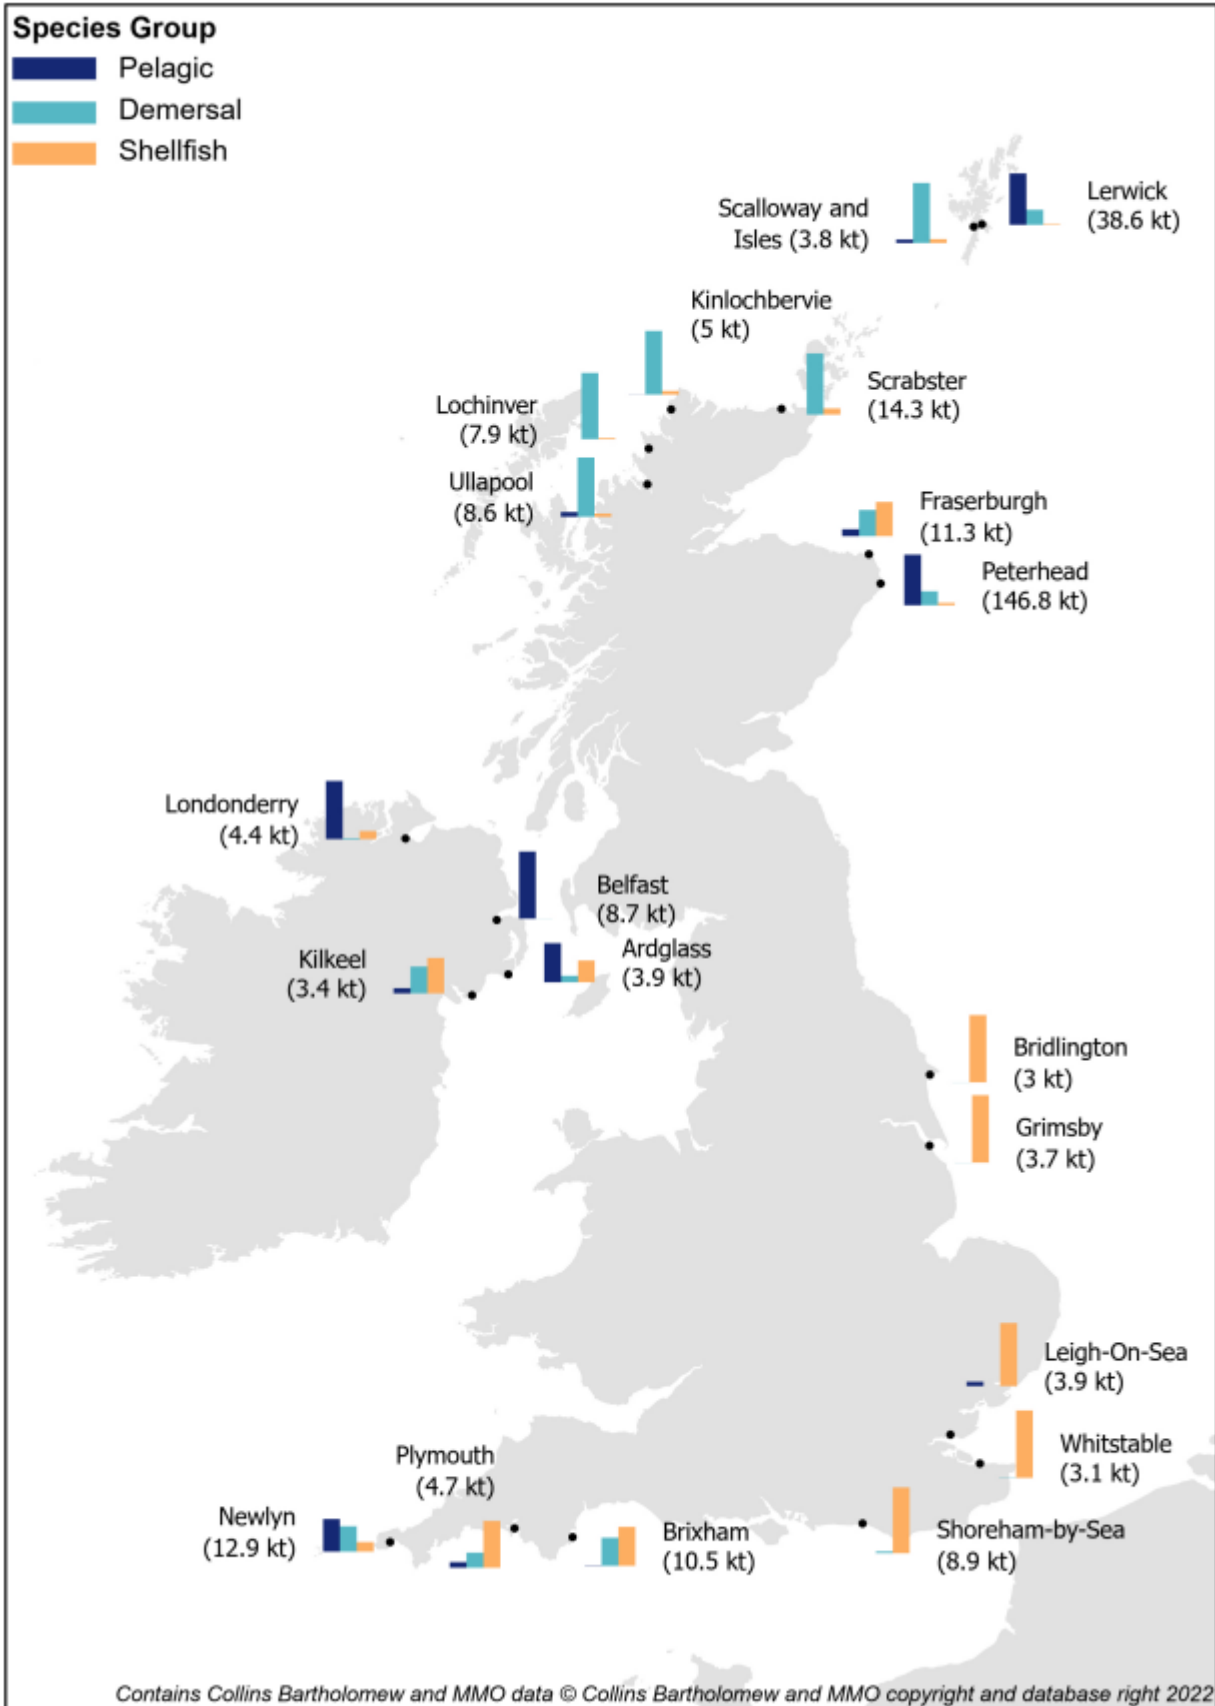 Species Group
Pelagic
Demersal
Shellfish
Lerwick
(38.6 kt)
Scalloway and
Isles (3.8 kt)
Kinlochbervie
(5 kt)
Scrabster
(14.3 kt)
Lochinver
(7.9 kt)
Ullapool
(8.6 kt)
Fraserburgh
(11.3 kt)
Peterhead
(146.8 kt)
Londonderry
(4.4 kt)
Belfast
(8.7 kt)
Ardglass
(3.9 kt)
Kilkeel
(3.4 kt)
Bridlington
(3 kt)
Grimsby
(3.7 kt)
Leigh-On-Sea
(3.9 kt)
Whitstable
(3.1 kt)
Plymouth
(4.7 kt)
Newlyn
(12.9 kt)
Brixham
(10.5 kt)
Shoreham-by-Sea
(8.9 kt)
Contains Collins Bartholomew and MMO data © Collins Bartholomew and MMO copyright and database right 2022